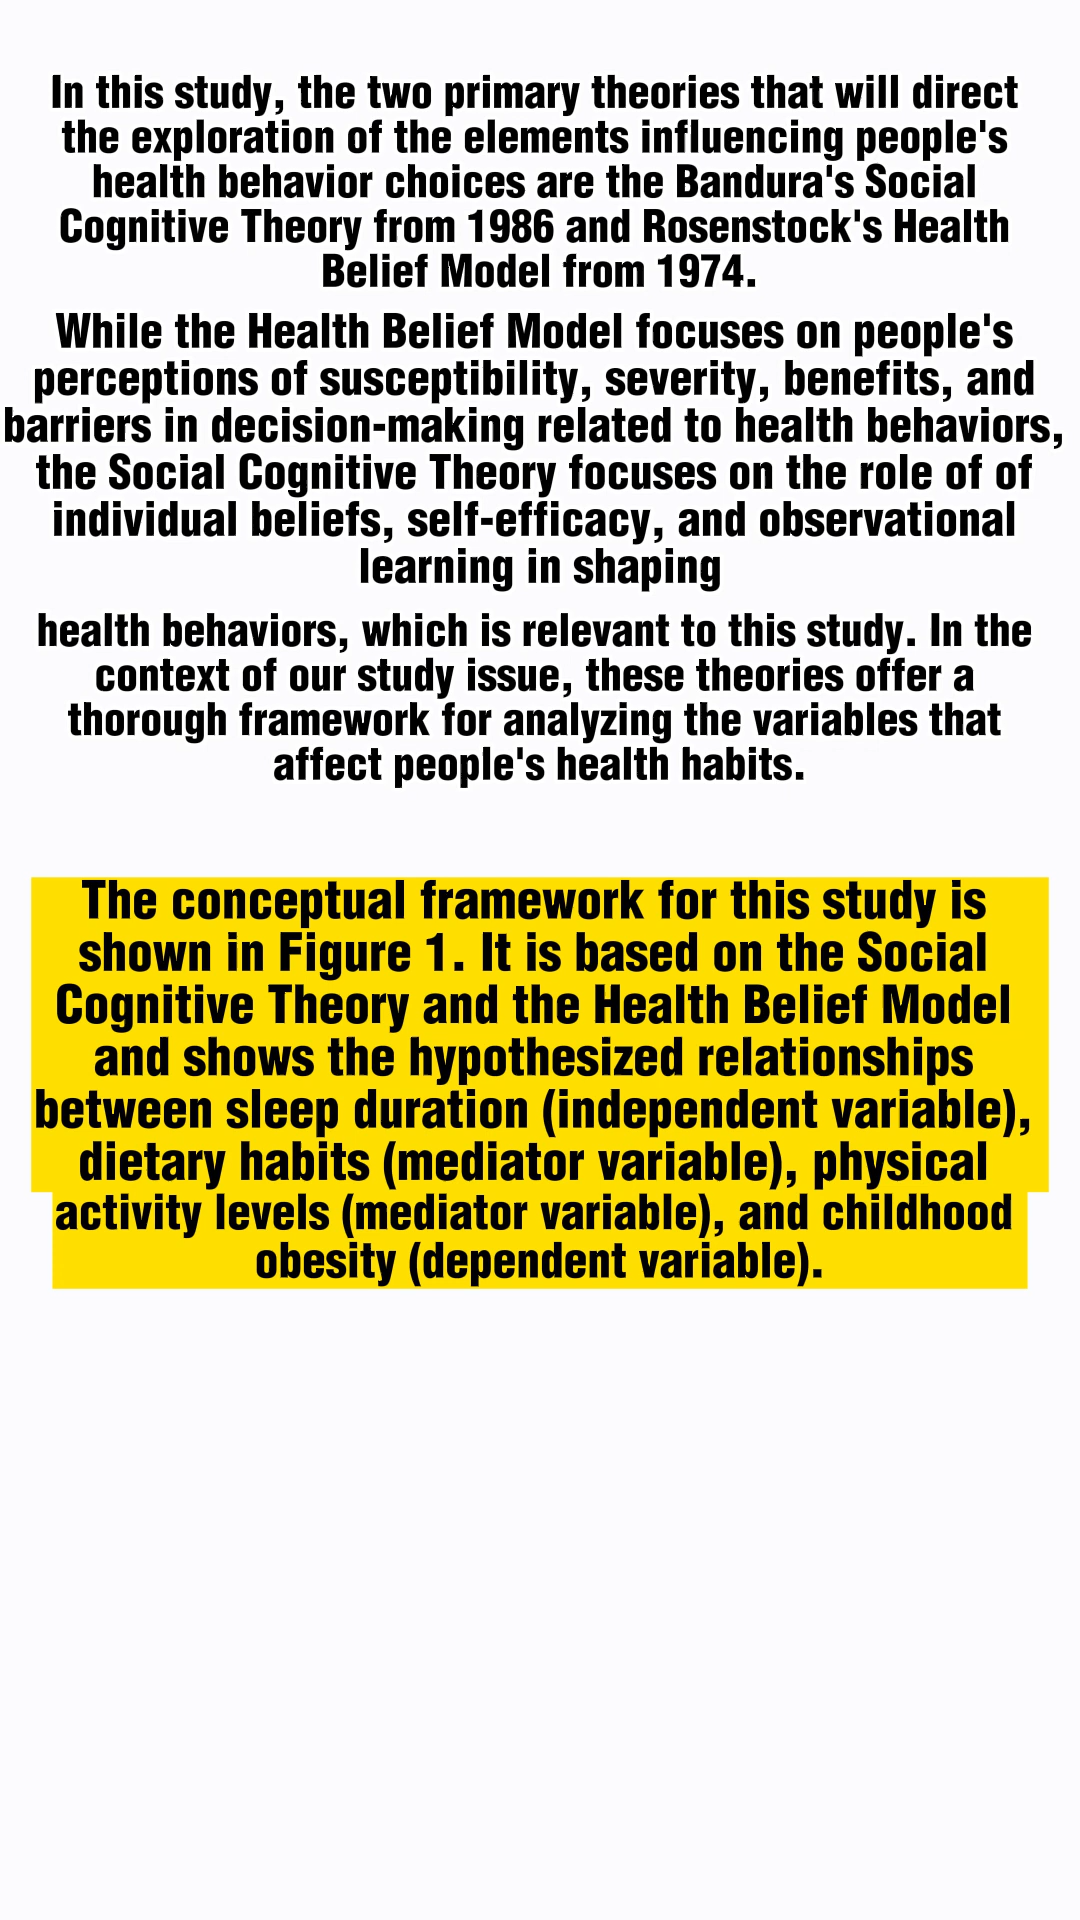 In this study, the two primary theories that will direct
the exploration of the elements influencing people's
health behavior choices are the Bandura's Social
Cognitive Theory from 1986 and Rosenstock's Health
Belief Model from 1974.
While the Health Belief Model focuses on people's
perceptions of susceptibility, severity, benefits, and
barriers in decision-making related to health behaviors,
the Social Cognitive Theory focuses on the role of of
individual beliefs, self-efficacy, and observational
learning in shaping
health behaviors, which is relevant to this study. In the
context of our study issue, these theories offer a
thorough framework for analyzing the variables that
affect people's health habits.
The conceptual framework for this study is
shown in Figure 1. It is based on the Social
Cognitive Theory and the Health Belief Model
and shows the hypothesized relationships
between sleep duration (independent variable),
dietary habits (mediator variable), physical
activity levels (mediator variable), and childhood
obesity (dependent variable).